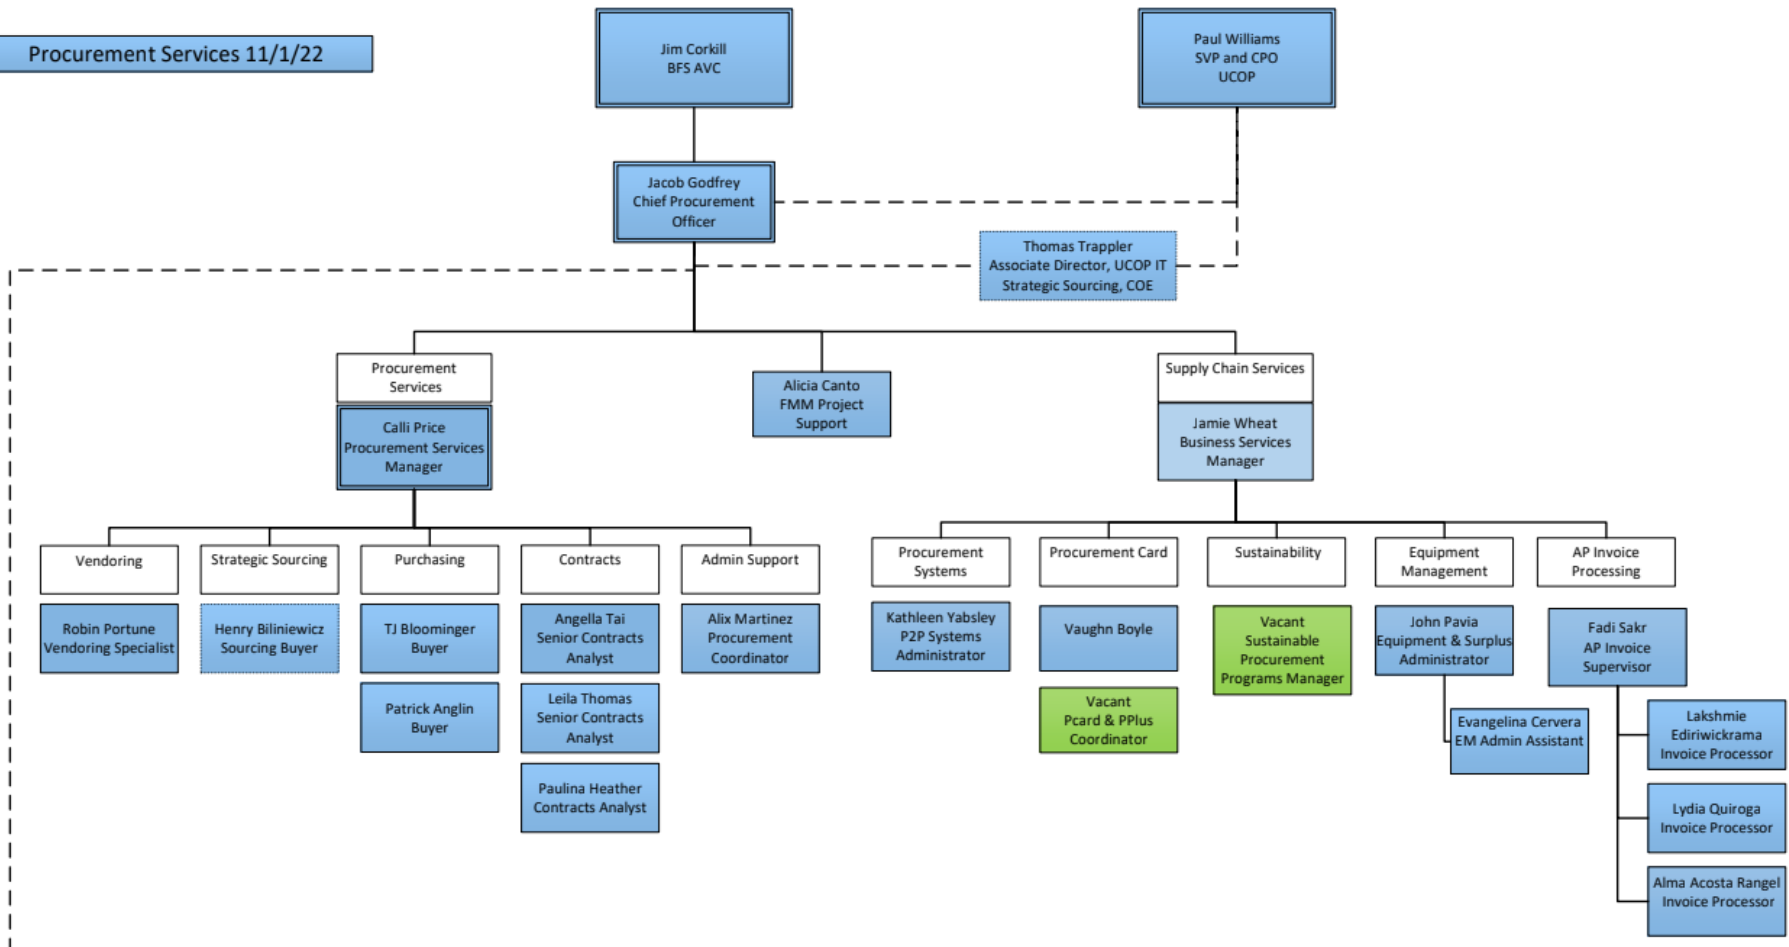 Procurement Services 11/1/22
Jim Corkill
BFS AVC
Paul Williams
SVP and CPO
UCOP
Jacob Godfrey
Chief Procurement
Officer
Thomas Trappler
Associate Director, UCOP IT
Strategic Sourcing, COE
Procurement
Services
Calli Price
Procurement Services
Manager
Alicia Canto
FMM Project
Support
Supply Chain Services
Jamie Wheat
Business Services
Manager
Vendoring
Strategic Sourcing
Purchasing
Contracts
Admin Support
Procurement
Systems
Procurement Card
Sustainability
Equipment
Management
AP Invoice
Processing
Robin Portune
Vendoring Specialist
Henry Biliniewicz
Sourcing Buyer
TJ Bloominger
Buyer
Patrick Anglin
Buyer
Angella Tai
Senior Contracts
Analyst
Leila Thomas
Senior Contracts
Analyst
Paulina Heather
Contracts Analyst
Alix Martinez
Procurement
Coordinator
Kathleen Yabsley
P2P Systems
Administrator
Vaughn Boyle
Vacant
Pcard & PPlus
Coordinator
Vacant
Sustainable
Procurement
Programs Manager
John Pavia
Equipment & Surplus
Administrator
Evangelina Cervera
EM Admin Assistant
Fadi Sakr
AP Invoice
Supervisor
Lakshmie
Ediriwickrama
Invoice Processor
Lydia Quiroga
Invoice Processor
Alma Acosta Rangel
Invoice Processor